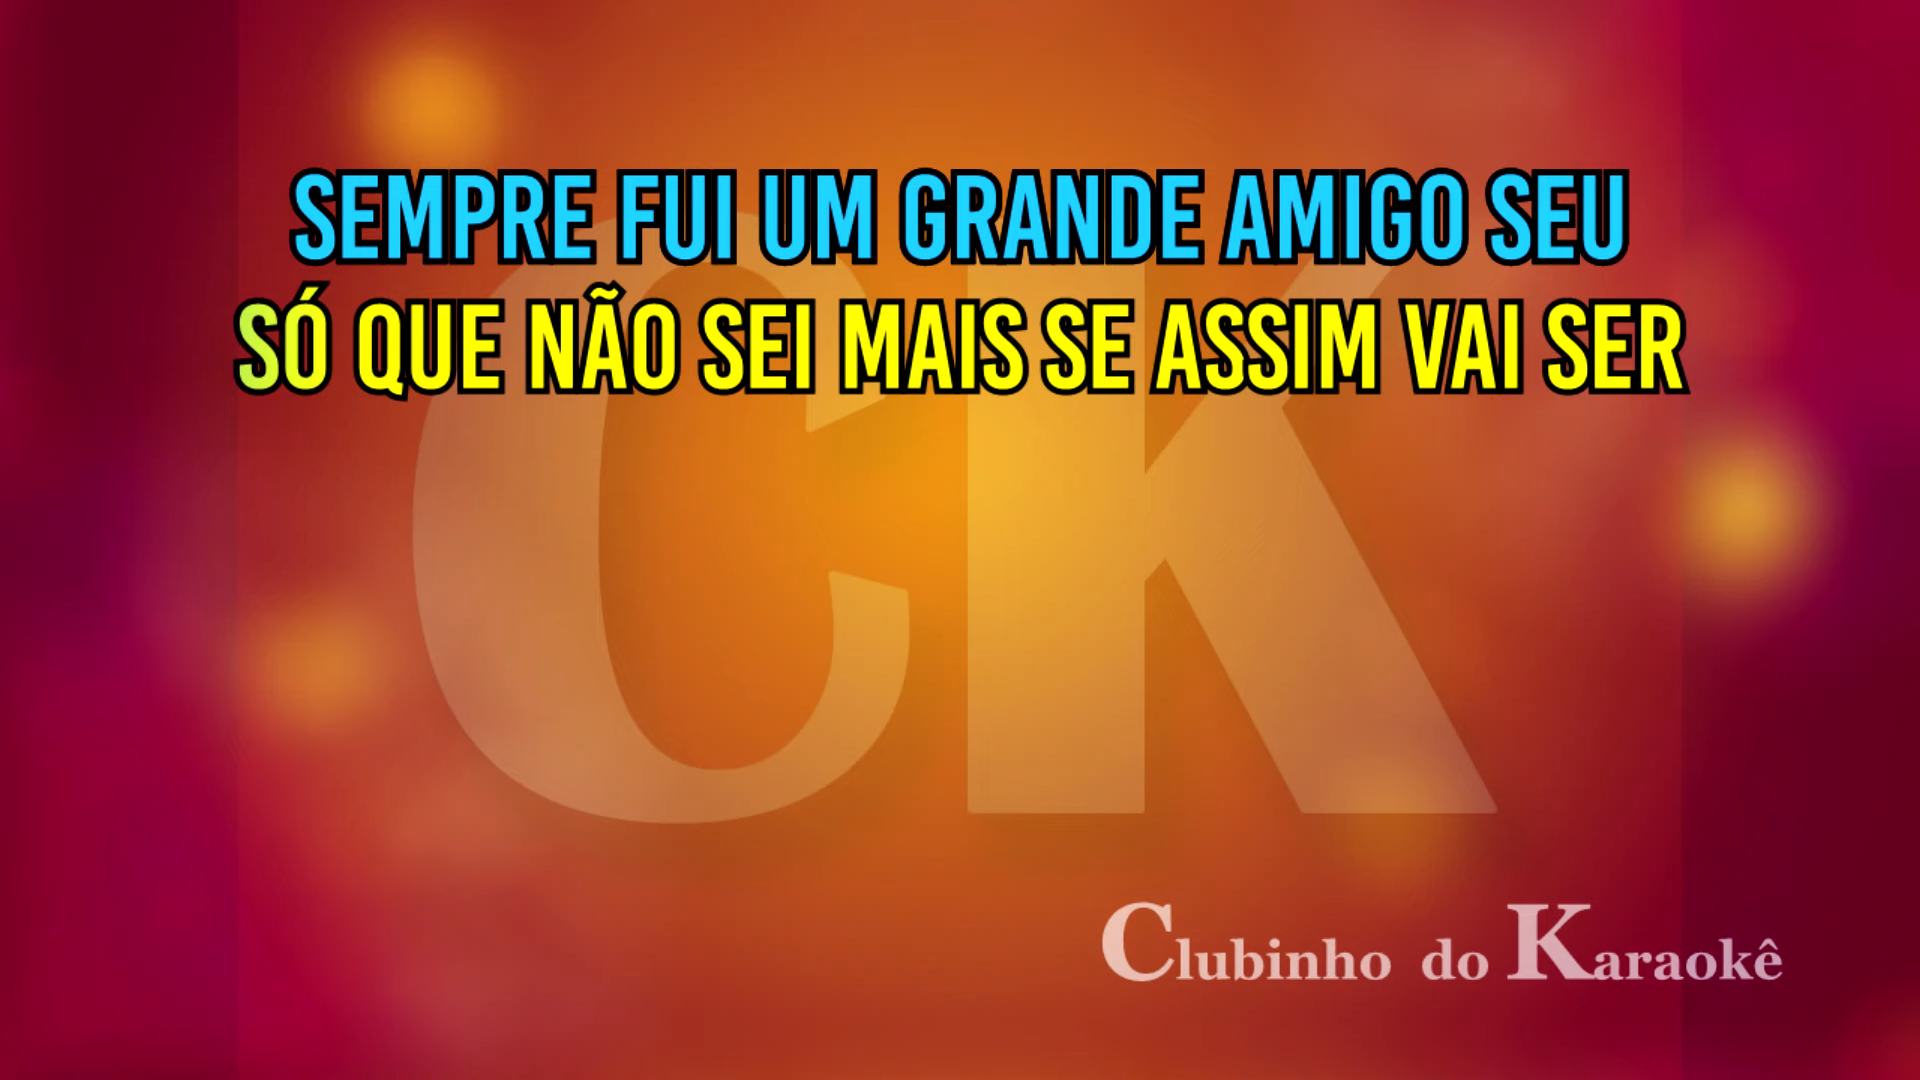 SEMPRE FUI UM GRANDE AMIGO SEU
SÓ QUE NÃO SEI MAIS SE ASSIM VAI SER
CK
Clubinho do Karaokê